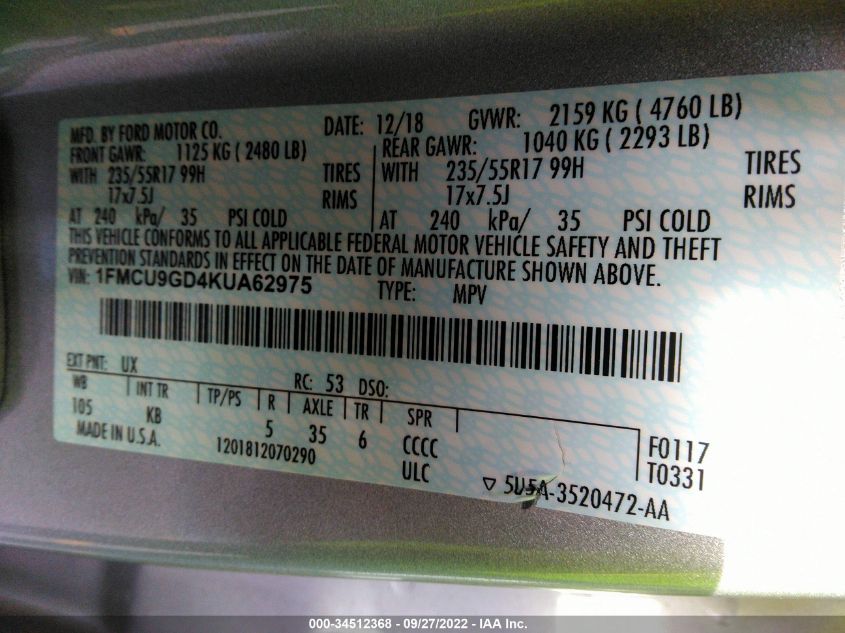 MFD. BY FORD MOTOR CO.
DATE: 12/18 GVWR: 2159 KG ( 4760 LB)
FRONT GAWR: 1125 KG ( 2480 LB)
WITH 235/55R17 99H TIRES
17x7.5J RIMS
AT 240 kPa/ 35 PSI COLD
REAR GAWR: 1040 KG ( 2293 LB)
WITH 235/55R17 99H TIRES
17x7.5J RIMS
AT 240 kPa/ 35 PSI COLD
THIS VEHICLE CONFORMS TO ALL APPLICABLE FEDERAL MOTOR VEHICLE SAFETY AND THEFT
PREVENTION STANDARDS IN EFFECT ON THE DATE OF MANUFACTURE SHOWN ABOVE.
VIN: 1FMCU9GD4KUA62975 TYPE: MPV
EXT PNT: UX RC: 53 DSO:
WB INT TR TP/PS R AXLE TR SPR
105 KB 5 35 6 CCCC F0117
MADE IN U.S.A. 1201812070290 ULC T0331
5U5A-3520472-AA
000-34512368 - 09/27/2022 - IAA Inc.